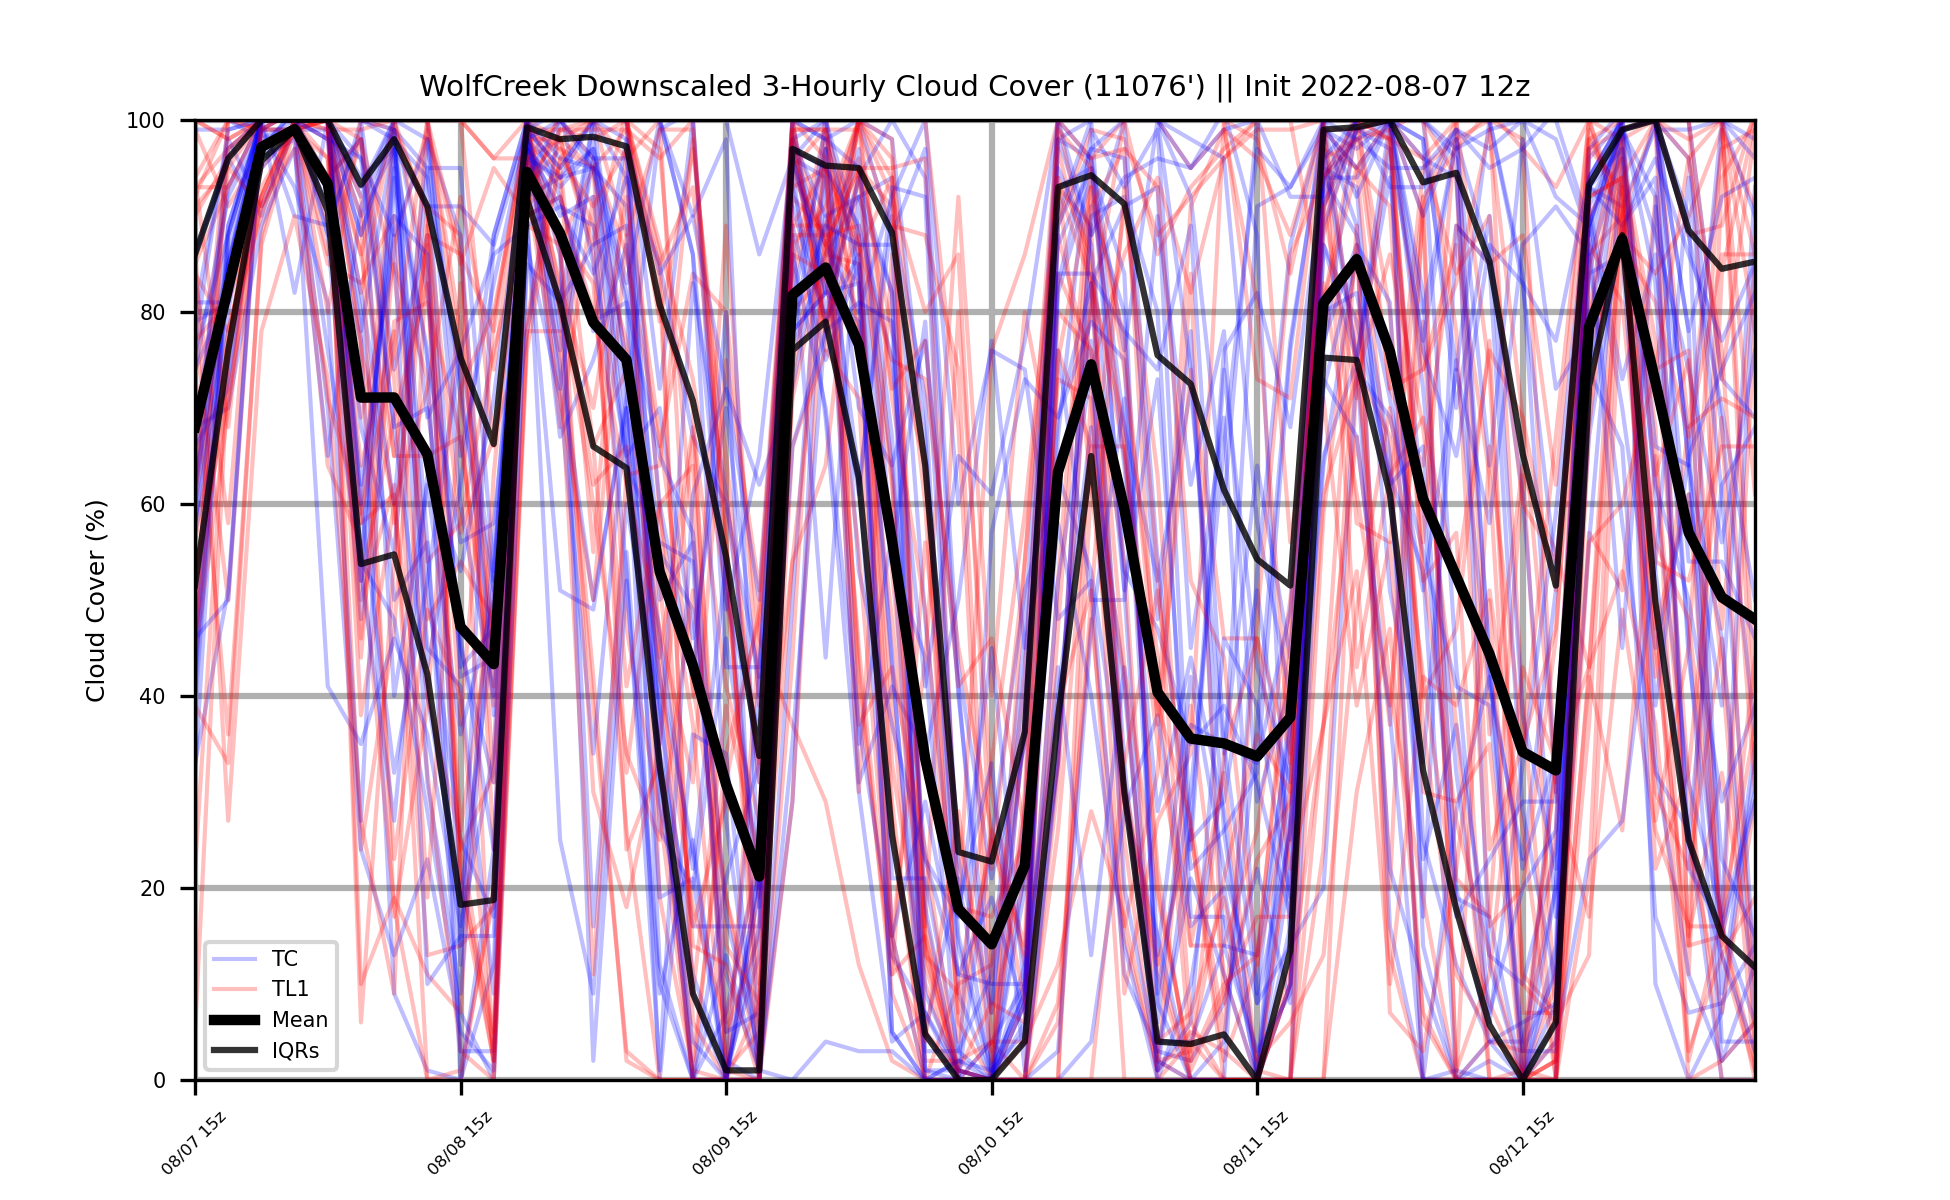 WolfCreek Downscaled 3-Hourly Cloud Cover (11076') || Init 2022-08-07 12z
Cloud Cover (%)
100
80
60
40
20
0
TC
TL1
Mean
IQRs
08/07 15z
08/08 15z
08/09 15z
08/10 15z
08/11 15z
08/12 15z